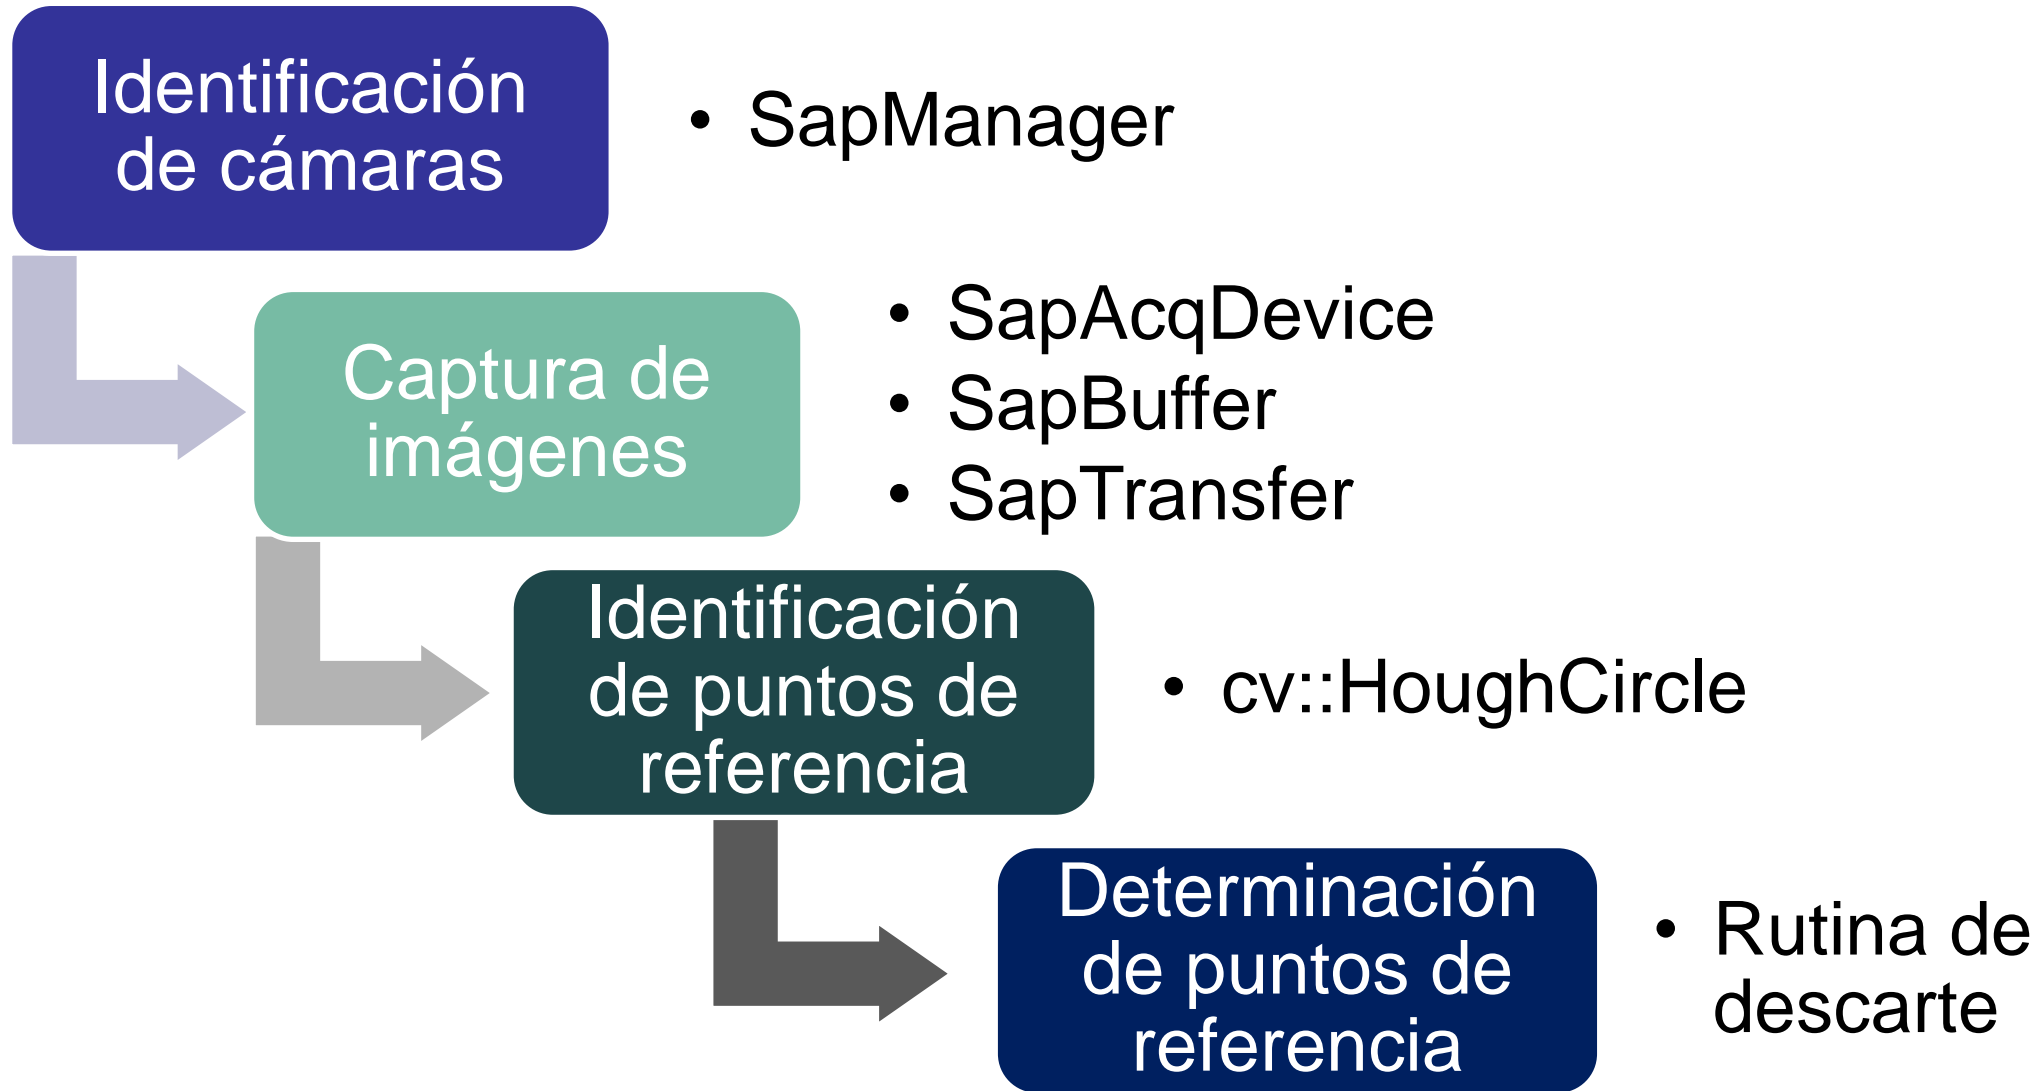 Identificación
de cámaras
• SapManager
Captura de
imágenes
• SapAcqDevice
• SapBuffer
• SapTransfer
Identificación
de puntos de
referencia
• cv::HoughCircle
Determinación
de puntos de
referencia
• Rutina de
descarte